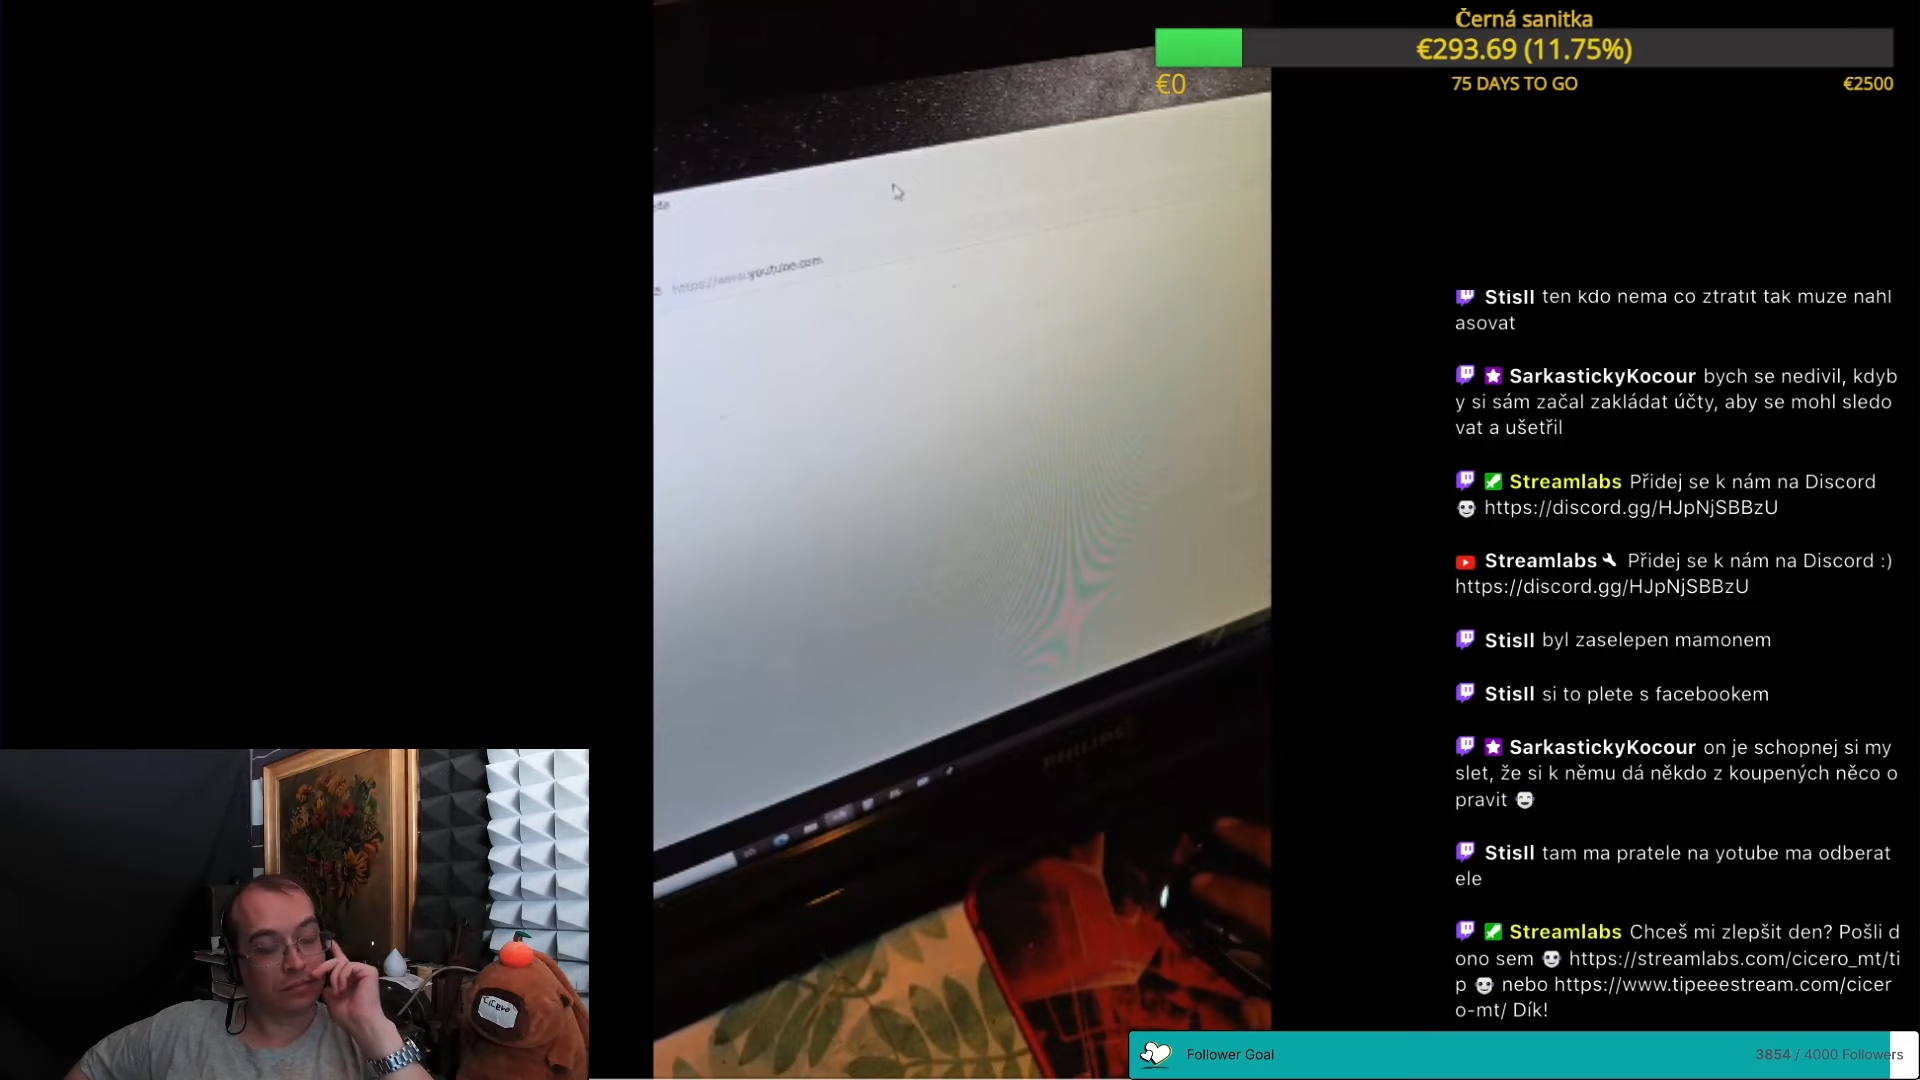 Černá sanitka
€293.69 (11.75%)
€0
75 DAYS TO GO
€2500
https://www.youtube.com
PHILIPS
StisII ten kdo nema co ztratit tak muze nahl
asovat
SarkastickyKocour bych se nedivil, kdyb
y si sám začal zakládat účty, aby se mohl sledo
vat a ušetřil
Streamlabs Přidej se k nám na Discord
https://discord.gg/HJpNjSBBzU
Streamlabs Přidej se k nám na Discord :)
https://discord.gg/HJpNjSBBzU
StisII byl zaselepen mamonem
StisII si to plete s facebookem
SarkastickyKocour on je schopnej si my
slet, že si k němu dá někdo z koupených něco o
pravit
StisII tam ma pratele na yotube ma odberat
ele
Streamlabs Chceš mi zlepšit den? Pošli d
ono sem https://streamlabs.com/cicero_mt/ti
p nebo https://www.tipeeestream.com/cicer
o-mt/ Dík!
CICERO
Follower Goal
3854 / 4000 Followers